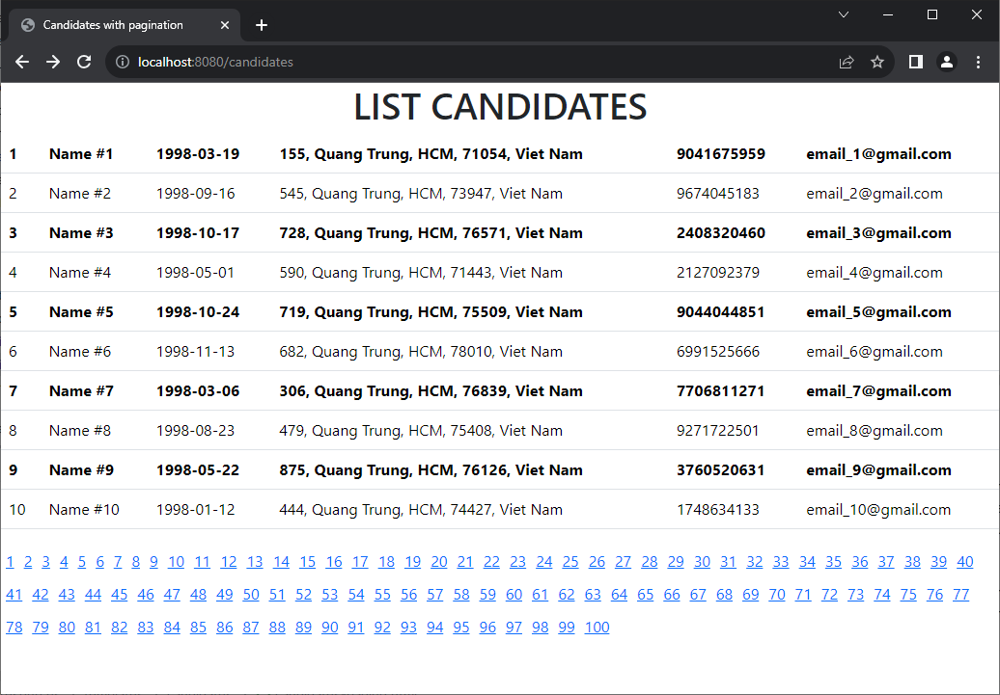 Candidates with pagination
localhost:8080/candidates
LIST CANDIDATES
1 Name #1 1998-03-19 155, Quang Trung, HCM, 71054, Viet Nam 9041675959 email_1@gmail.com
2 Name #2 1998-09-16 545, Quang Trung, HCM, 73947, Viet Nam 9674045183 email_2@gmail.com
3 Name #3 1998-10-17 728, Quang Trung, HCM, 76571, Viet Nam 2408320460 email_3@gmail.com
4 Name #4 1998-05-01 590, Quang Trung, HCM, 71443, Viet Nam 2127092379 email_4@gmail.com
5 Name #5 1998-10-24 719, Quang Trung, HCM, 75509, Viet Nam 9044044851 email_5@gmail.com
6 Name #6 1998-11-13 682, Quang Trung, HCM, 78010, Viet Nam 6991525666 email_6@gmail.com
7 Name #7 1998-03-06 306, Quang Trung, HCM, 76839, Viet Nam 7706811271 email_7@gmail.com
8 Name #8 1998-08-23 479, Quang Trung, HCM, 75408, Viet Nam 9271722501 email_8@gmail.com
9 Name #9 1998-05-22 875, Quang Trung, HCM, 76126, Viet Nam 3760520631 email_9@gmail.com
10 Name #10 1998-01-12 444, Quang Trung, HCM, 74427, Viet Nam 1748634133 email_10@gmail.com
1 2 3 4 5 6 7 8 9 10 11 12 13 14 15 16 17 18 19 20 21 22 23 24 25 26 27 28 29 30 31 32 33 34 35 36 37 38 39 40
41 42 43 44 45 46 47 48 49 50 51 52 53 54 55 56 57 58 59 60 61 62 63 64 65 66 67 68 69 70 71 72 73 74 75 76 77
78 79 80 81 82 83 84 85 86 87 88 89 90 91 92 93 94 95 96 97 98 99 100